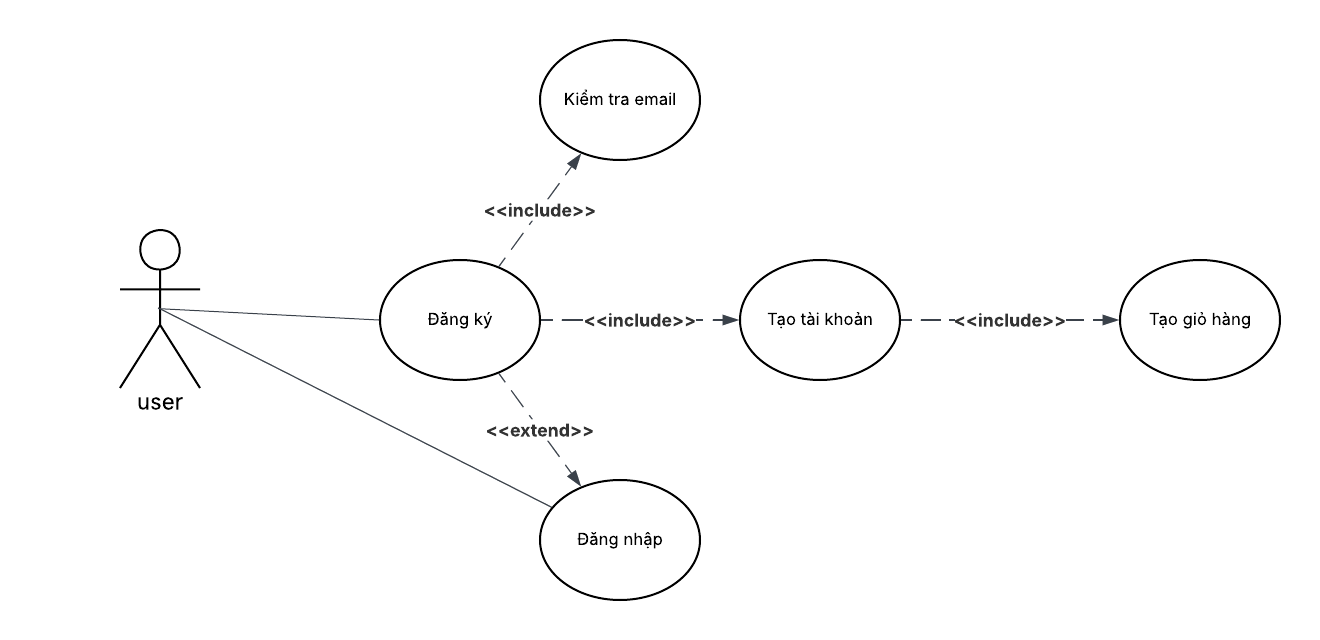 Kiểm tra email
<<include>>
user
Đăng ký
<<include>>
Tạo tài khoản
<<include>>
Tạo giỏ hàng
<<extend>>
Đăng nhập